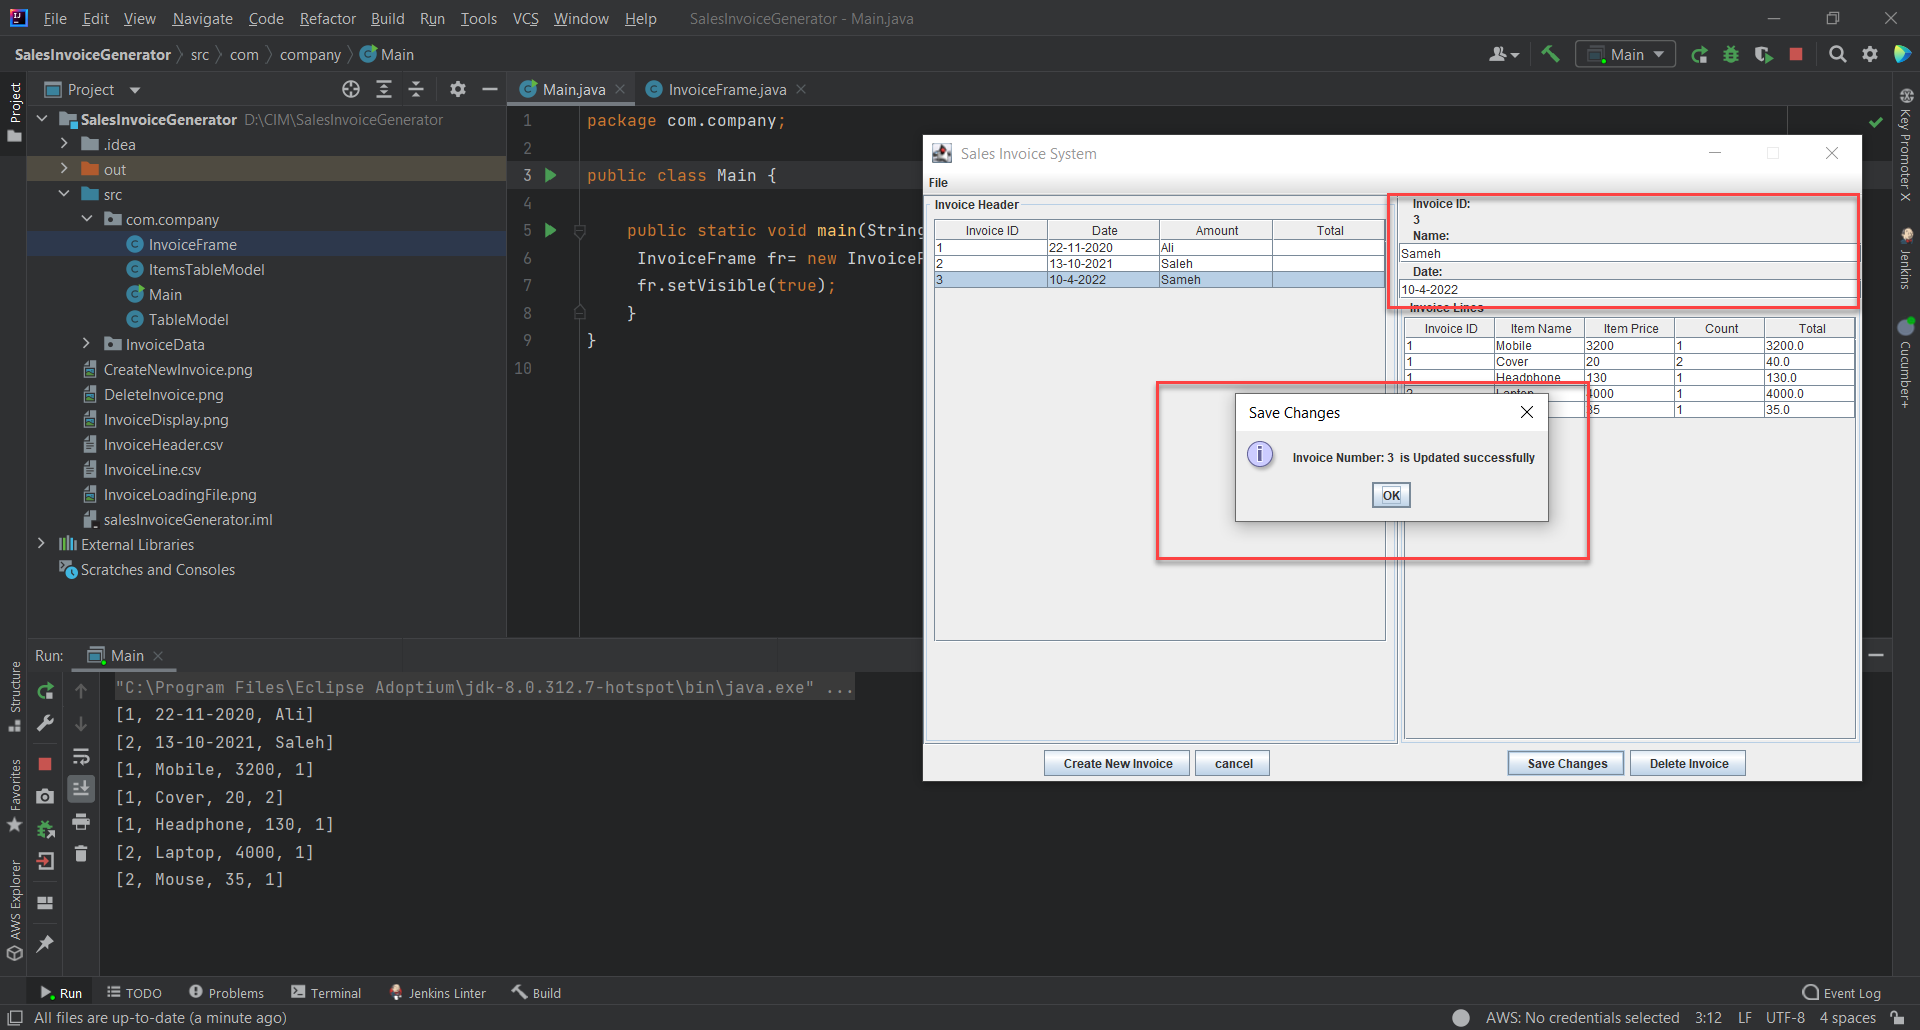 File Edit View Navigate Code Refactor Build Run Tools VCS Window Help SalesInvoiceGenerator - Main.java
SalesInvoiceGenerator src com company Main
Main
Project
Main.java
InvoiceFrame.java
SalesInvoiceGenerator D:\CIM\SalesInvoiceGenerator
.idea
out
src
com.company
InvoiceFrame
ItemsTableModel
Main
TableModel
InvoiceData
CreateNewInvoice.png
DeleteInvoice.png
InvoiceDisplay.png
InvoiceHeader.csv
InvoiceLine.csv
InvoiceLoadingFile.png
salesInvoiceGenerator.iml
External Libraries
Scratches and Consoles
1 package com.company;
2
3 public class Main {
4
5 public static void main(String
6 InvoiceFrame fr= new InvoiceF
7 fr.setVisible(true);
8 }
9 }
10
Sales Invoice System
File
Invoice Header
Invoice ID Date Amount Total
1 22-11-2020 Ali
2 13-10-2021 Saleh
3 10-4-2022 Sameh
Invoice ID:
3
Name:
Sameh
Date:
10-4-2022
Invoice Lines
Invoice ID Item Name Item Price Count Total
1 Mobile 3200 1 3200.0
1 Cover 20 2 40.0
1 Headphone 130 1 130.0
2 Laptop 4000 1 4000.0
35 1 35.0
Save Changes
Invoice Number: 3 is Updated successfully
OK
Create New Invoice
cancel
Save Changes
Delete Invoice
Project
Structure
Favorites
AWS Explorer
Key Promoter X
Jenkins
Cucumber+
Run: Main
"C:\Program Files\Eclipse Adoptium\jdk-8.0.312.7-hotspot\bin\java.exe" ...
[1, 22-11-2020, Ali]
[2, 13-10-2021, Saleh]
[1, Mobile, 3200, 1]
[1, Cover, 20, 2]
[1, Headphone, 130, 1]
[2, Laptop, 4000, 1]
[2, Mouse, 35, 1]
Run TODO Problems Terminal Jenkins Linter Build Event Log
All files are up-to-date (a minute ago) AWS: No credentials selected 3:12 LF UTF-8 4 spaces